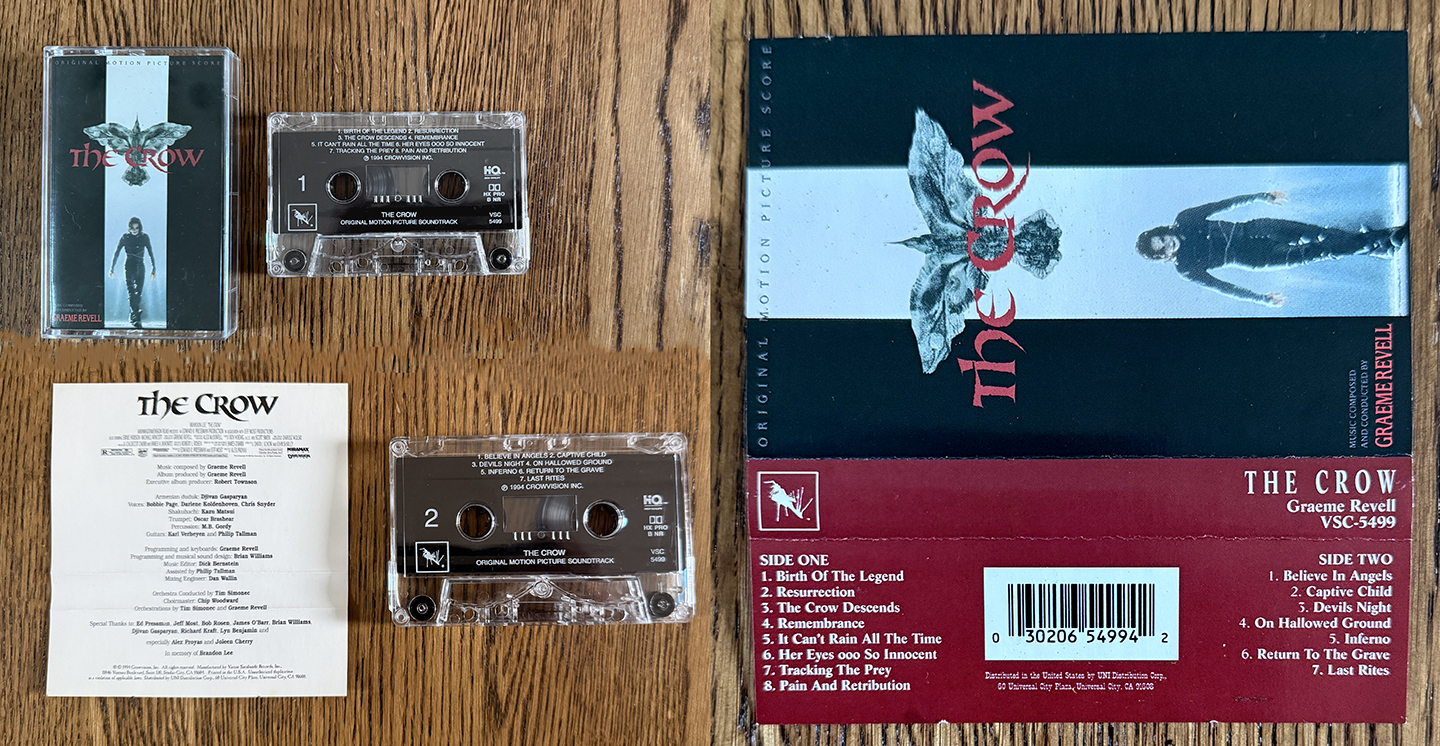 ORIGINAL MOTION PICTURE SCORE
THE CROW
GRAEME REVELL
1. BIRTH OF THE LEGEND 2. RESURRECTION
3. THE CROW DESCENDS 4. REMEMBRANCE
5. IT CAN'T RAIN ALL THE TIME 6. HER EYES OOO SO INNOCENT
7. TRACKING THE PREY 8. PAIN AND RETRIBUTION
℗ 1994 CROWVISION INC.
1
HQ
HX PRO
B NR
THE CROW
ORIGINAL MOTION PICTURE SOUNDTRACK
VSC
5499
THE CROW
Music composed by Graeme Revell
Album produced by Graeme Revell
Executive album producer: Robert Townson
Armenian duduk: Djivan Gasparyan
Voices: Bobbie Page, Darlene Koldenhoven, Chris Snyder
Shakuhachi: Kazu Matsui
Trumpet: Oscar Brashear
Percussion: M.B. Gordy
Guitars: Karl Verheyen and Philip Tallman
Programming and keyboards: Graeme Revell
Programming and musical sound design: Brian Williams
Music Editor: Dick Bernstein
Assisted by Philip Tallman
Mixing Engineer: Dan Wallin
Orchestra Conducted by Tim Simonec
Choirmaster: Chip Woodward
Orchestrations by Tim Simonec and Graeme Revell
Special Thanks to: Ed Pressman, Jeff Most, Bob Rosen, James O'Barr, Brian Williams,
Djivan Gasparyan, Richard Kraft, Lyn Benjamin and
especially Alex Proyas and Joleen Cherry
In memory of Brandon Lee
1. BELIEVE IN ANGELS 2. CAPTIVE CHILD
3. DEVILS NIGHT 4. ON HALLOWED GROUND
5. INFERNO 6. RETURN TO THE GRAVE
7. LAST RITES
℗ 1994 CROWVISION INC.
2
HQ
HX PRO
B NR
THE CROW
ORIGINAL MOTION PICTURE SOUNDTRACK
VSC
5499
ORIGINAL MOTION PICTURE SCORE
THE CROW
MUSIC COMPOSED
AND CONDUCTED BY
GRAEME REVELL
THE CROW
Graeme Revell
VSC-5499
SIDE ONE
1. Birth Of The Legend
2. Resurrection
3. The Crow Descends
4. Remembrance
5. It Can't Rain All The Time
6. Her Eyes ooo So Innocent
7. Tracking The Prey
8. Pain And Retribution
0 30206 54994 2
Distributed in the United States by UNI Distribution Corp.,
60 Universal City Plaza, Universal City, CA 91608
SIDE TWO
1. Believe In Angels
2. Captive Child
3. Devils Night
4. On Hallowed Ground
5. Inferno
6. Return To The Grave
7. Last Rites